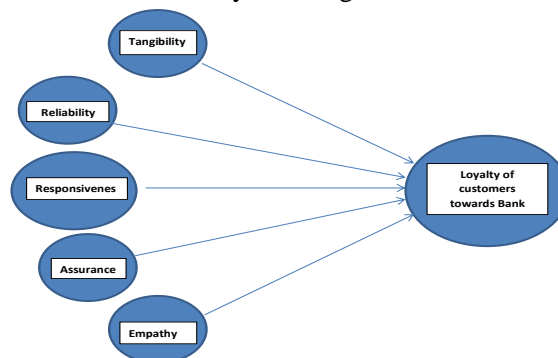 Tangibility
Reliability
Responsivenes
Assurance
Empathy
Loyalty of
customers
towards Bank